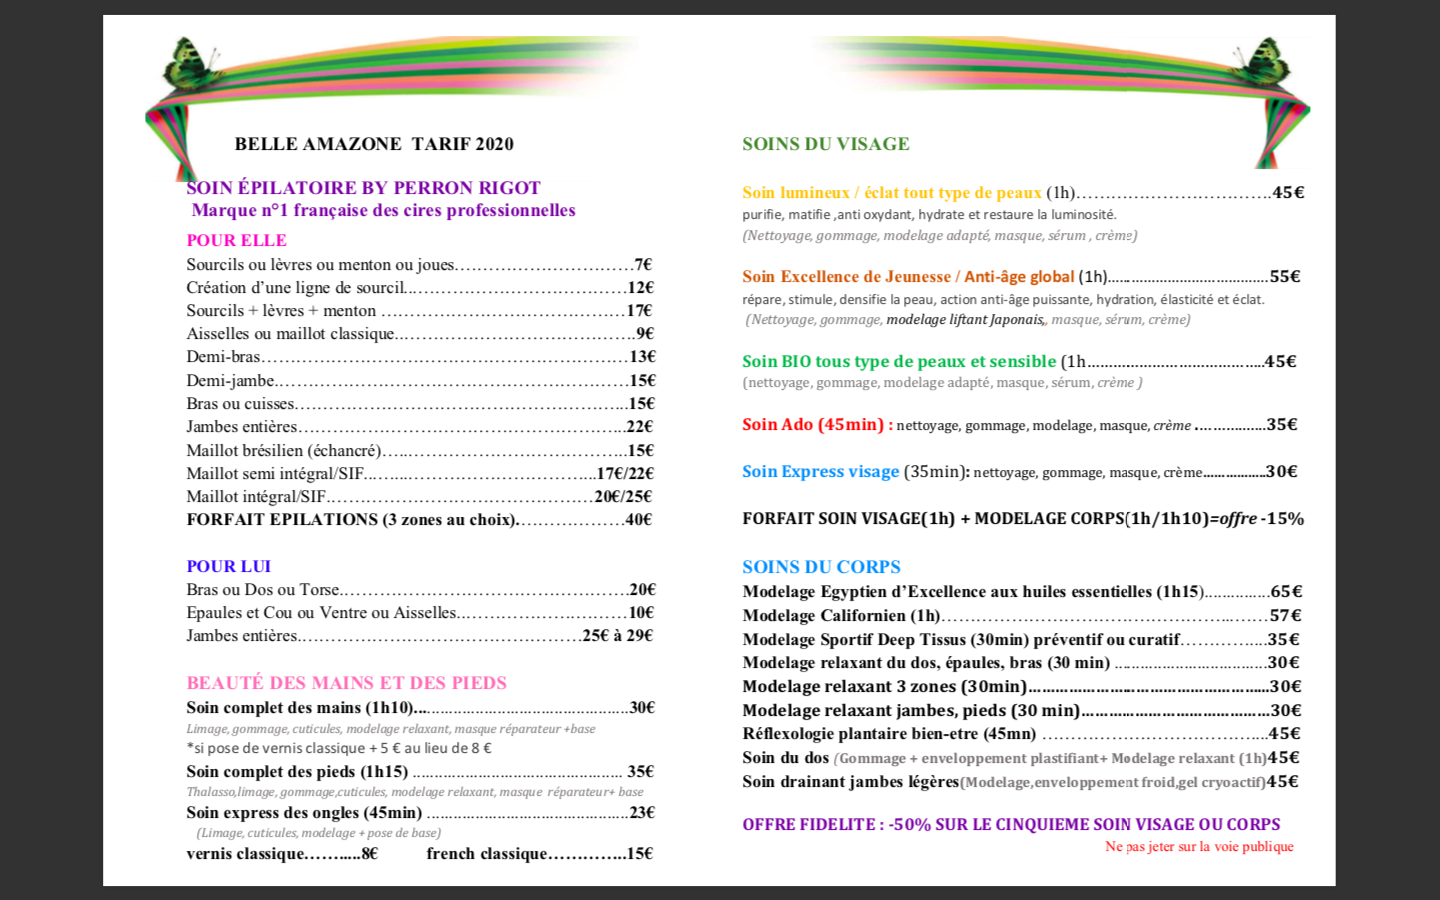 BELLE AMAZONE  TARIF 2020
SOIN ÉPILATOIRE BY PERRON RIGOT
Marque n°1 française des cires professionnelles
POUR ELLE
Sourcils ou lèvres ou menton ou joues..............................7€
Création d’une ligne de sourcil..............................12€
Sourcils + lèvres + menton ..............................17€
Aisselles ou maillot classique..............................9€
Demi-bras..............................13€
Demi-jambe..............................15€
Bras ou cuisses..............................15€
Jambes entières..............................22€
Maillot brésilien (échancré)..............................15€
Maillot semi intégral/SIF..............................17€/22€
Maillot intégral/SIF..............................20€/25€
FORFAIT EPILATIONS (3 zones au choix)....................40€
POUR LUI
Bras ou Dos ou Torse..............................20€
Epaules et Cou ou Ventre ou Aisselles....................10€
Jambes entières..............................25€ à 29€
BEAUTÉ DES MAINS ET DES PIEDS
Soin complet des mains (1h10)..............................30€
Limage, gommage, cuticules, modelage relaxant, masque réparateur +base
*si pose de vernis classique + 5 € au lieu de 8 €
Soin complet des pieds (1h15) .............................. 35€
Thalasso,limage, gommage,cuticules, modelage relaxant, masque  réparateur+ base
Soin express des ongles (45min) ..............................23€
(Limage, cuticules, modelage + pose de base)
vernis classique...........8€ french classique..............15€
SOINS DU VISAGE
Soin lumineux / éclat tout type de peaux (1h)..............................45€
purifie, matifie ,anti oxydant, hydrate et restaure la luminosité.
(Nettoyage, gommage, modelage adapté, masque, sérum , crème)
Soin Excellence de Jeunesse / Anti-âge global (1h)..............................55€
répare, stimule, densifie la peau, action anti-âge puissante, hydration, élasticité et éclat.
(Nettoyage, gommage, modelage liftant Japonais,, masque, sérum, crème)
Soin BIO tous type de peaux et sensible (1h..............................45€
(nettoyage, gommage, modelage adapté, masque, sérum, crème )
Soin Ado (45min) : nettoyage, gommage, modelage, masque, crème ................35€
Soin Express visage (35min): nettoyage, gommage, masque, crème................30€
FORFAIT SOIN VISAGE(1h) + MODELAGE CORPS(1h/1h10)=offre -15%
SOINS DU CORPS
Modelage Egyptien d’Excellence aux huiles essentielles (1h15)...............65€
Modelage Californien (1h)..............................57€
Modelage Sportif Deep Tissus (30min) préventif ou curatif...............35€
Modelage relaxant du dos, épaules, bras (30 min) ..............................30€
Modelage relaxant 3 zones (30min)..............................30€
Modelage relaxant jambes, pieds (30 min)..............................30€
Réflexologie plantaire bien-etre (45mn) ..............................45€
Soin du dos (Gommage + enveloppement plastifiant+ Modelage relaxant (1h)45€
Soin drainant jambes légères(Modelage,enveloppement froid,gel cryoactif)45€
OFFRE FIDELITE : -50% SUR LE CINQUIEME SOIN VISAGE OU CORPS
Ne pas jeter sur la voie publique